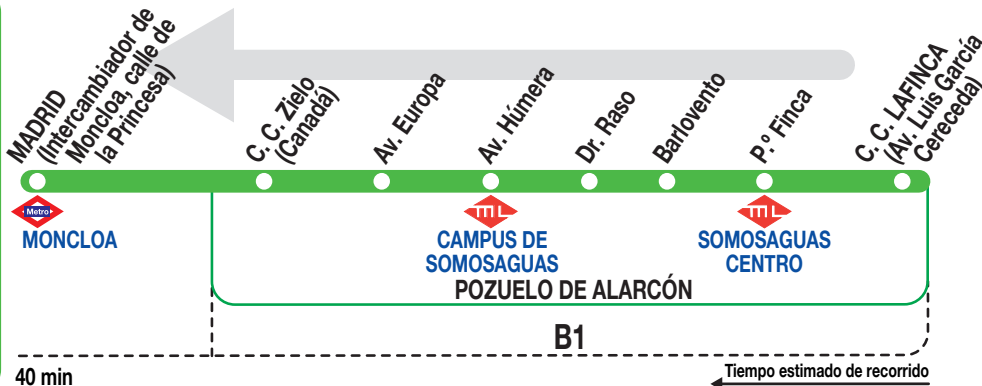 MADRID
(Intercambiador de
Moncloa, calle de
la Princesa)
C. C. Zielo
(Canadá)
Av. Europa
Av. Húmera
Dr. Raso
Barlovento
P.º Finca
C. C. LAFINCA
(Av. Luis García
Cereceda)
Metro
MONCLOA
ML
CAMPUS DE
SOMOSAGUAS
ML
SOMOSAGUAS
CENTRO
POZUELO DE ALARCÓN
B1
40 min
Tiempo estimado de recorrido